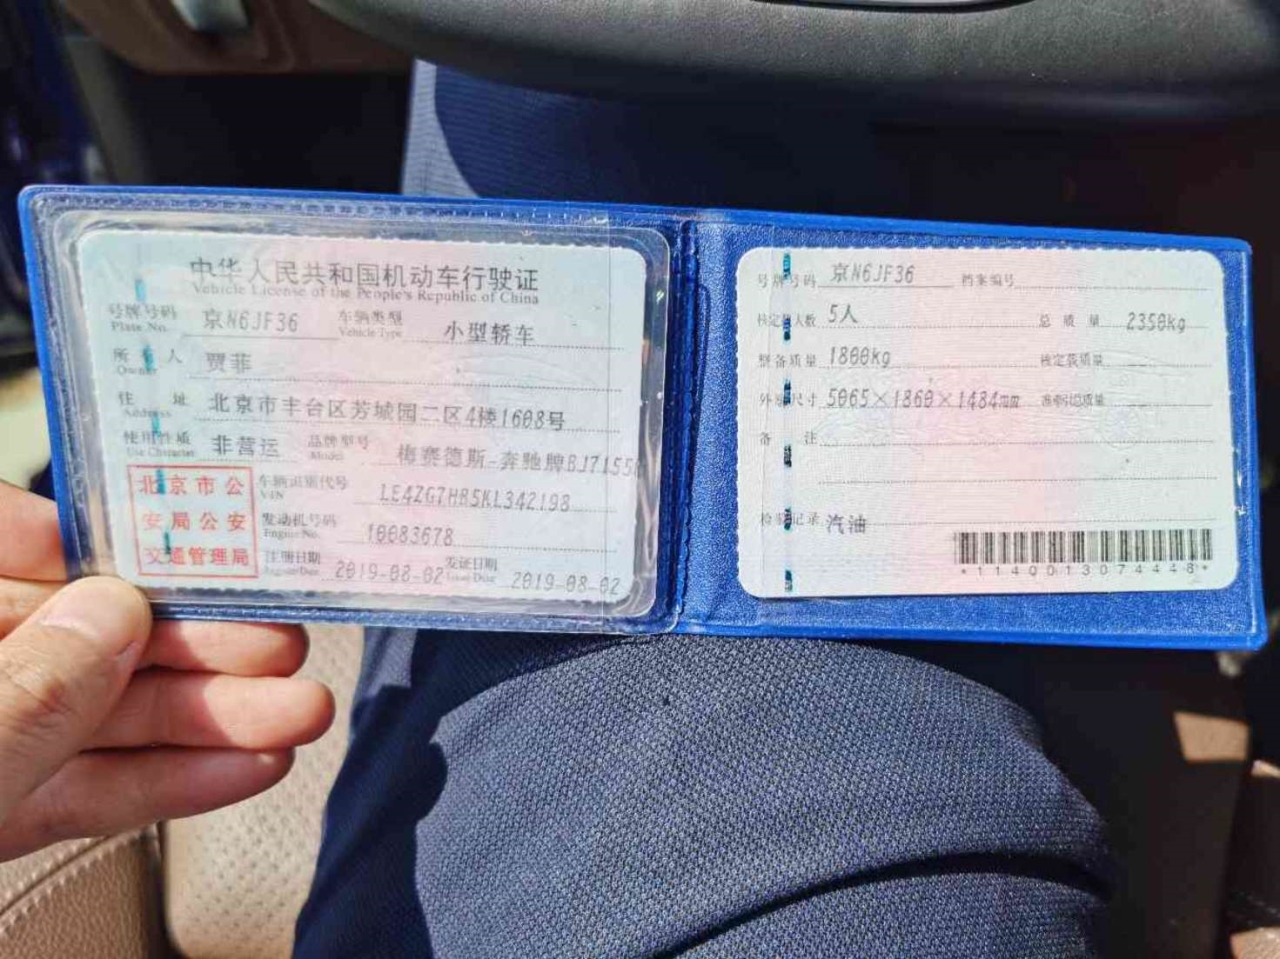 中华人民共和国机动车行驶证
Vehicle License of the People's Republic of China
号牌号码 京N6JF36 车辆类型 小型轿车
Plate No. Vehicle Type
所有人 贾菲
Owner
住址 北京市丰台区芳城园二区4楼1608号
Address
使用性质 非营运 品牌型号 梅赛德斯-奔驰牌BJ7155
Use Character Model
北京市公
安局公安
交通管理局
车辆识别代号 LE4ZG7HB5KL342198
VIN
发动机号码 10083678
Engine No.
注册日期 2019-08-02 发证日期 2019-08-02
Register Date Issue Date
号牌号码 京N6JF36 档案编号
核定载人数 5人 总质量 2350kg
整备质量 1800kg 核定载质量
外廓尺寸 5065×1860×1484mm 准牵引总质量
备注
检验记录 汽油
*1140013074448*